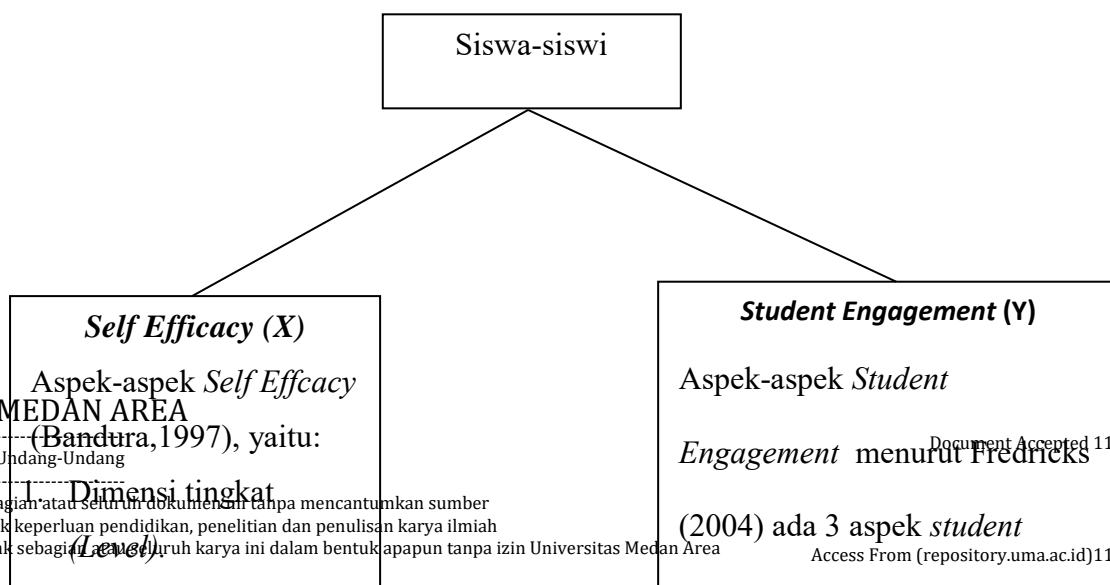 Siswa-siswi
Self Efficacy (X)
Aspek-aspek Self Effcacy
(Bandura,1997), yaitu:
1. Dimensi tingkat
(Level).
Student Engagement (Y)
Aspek-aspek Student
Engagement menurut Fredricks
(2004) ada 3 aspek student
MEDAN AREA
Undang-Undang
Document Accepted 11
agian atau seluruh dokumen ini tanpa mencantumkan sumber
k keperluan pendidikan, penelitian dan penulisan karya ilmiah
ak sebagian atau seluruh karya ini dalam bentuk apapun tanpa izin Universitas Medan Area
Access From (repository.uma.ac.id)11